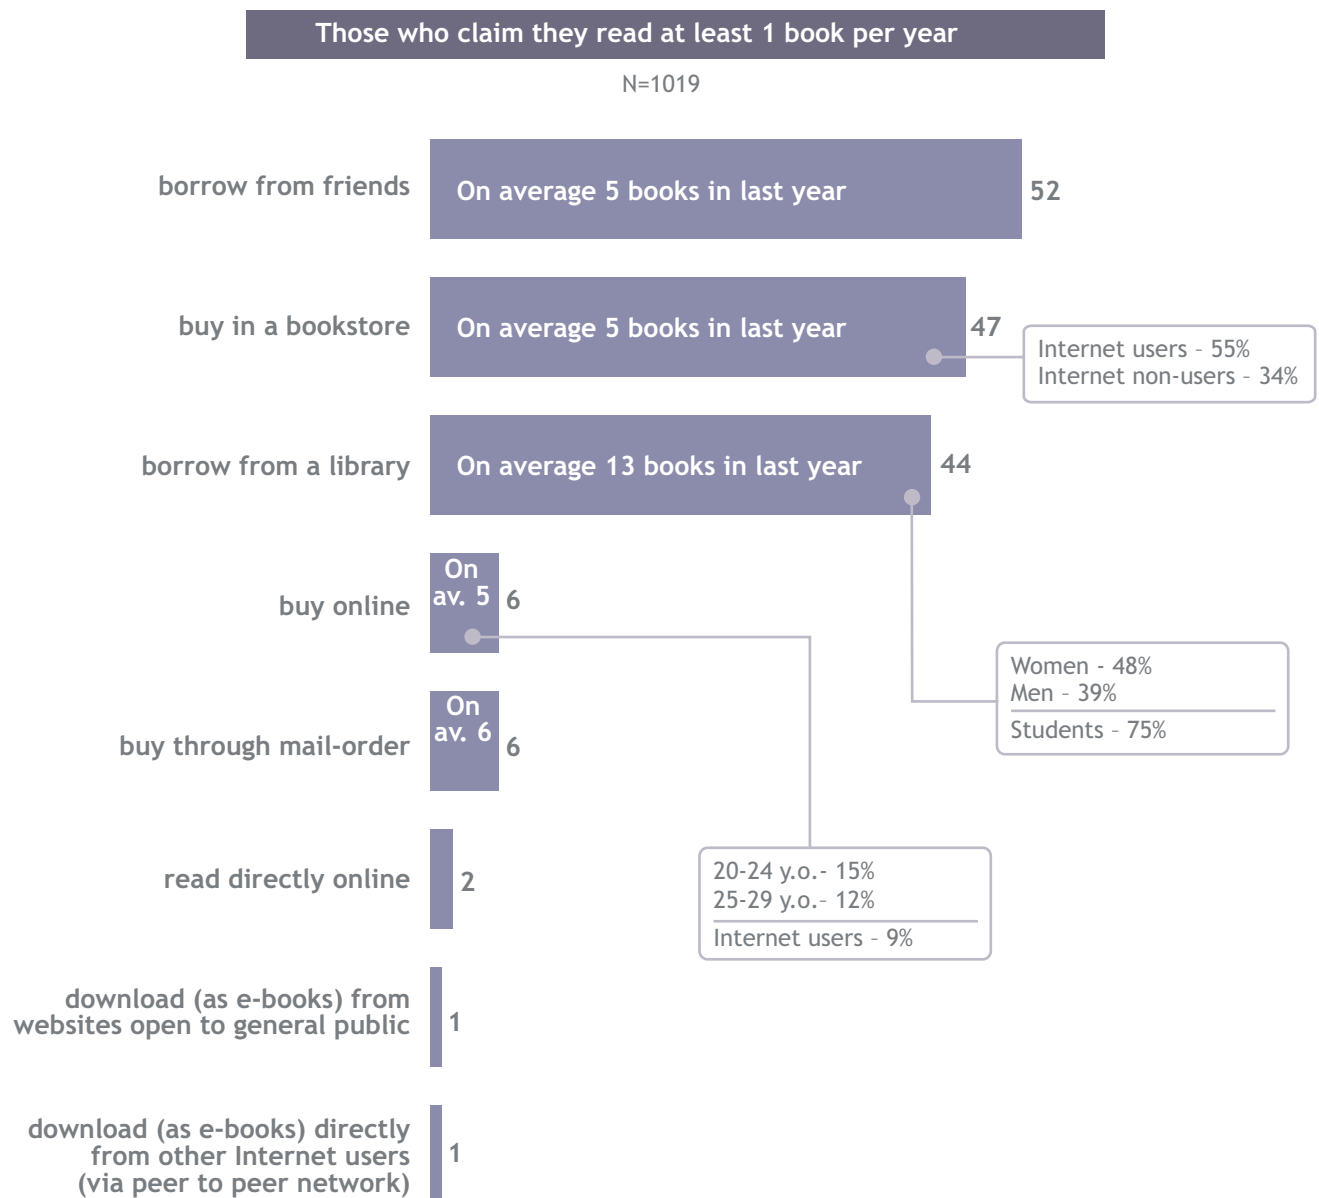 Those who claim they read at least 1 book per year
N=1019
borrow from friends
On average 5 books in last year
52
buy in a bookstore
On average 5 books in last year
47
Internet users – 55%
Internet non-users – 34%
borrow from a library
On average 13 books in last year
44
Women - 48%
Men – 39%
Students – 75%
buy online
On
av. 5
6
20-24 y.o.- 15%
25-29 y.o.– 12%
Internet users – 9%
buy through mail-order
On
av. 6
6
read directly online
2
download (as e-books) from
websites open to general public
1
download (as e-books) directly
from other Internet users
(via peer to peer network)
1